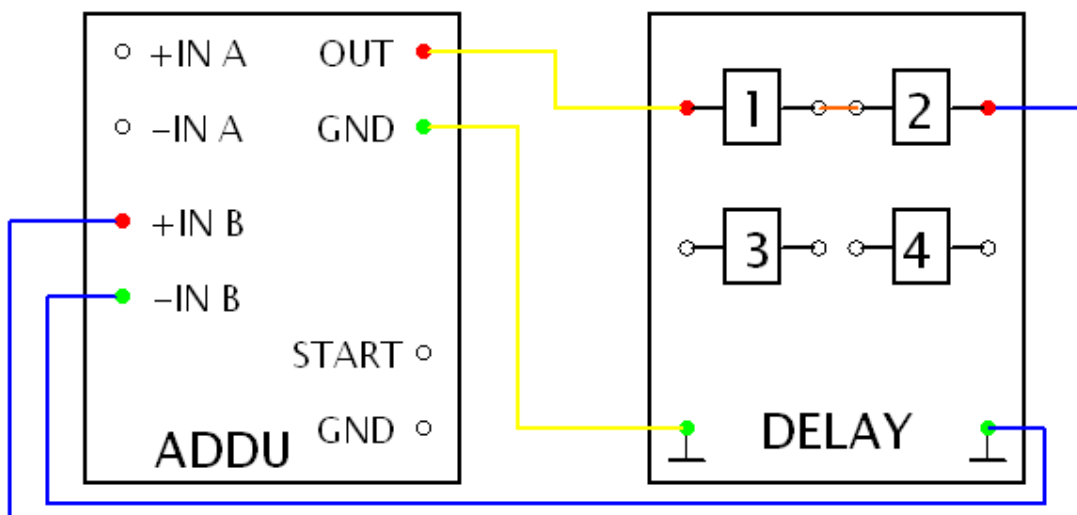 +IN A
OUT
−IN A
GND
+IN B
−IN B
START
GND
ADDU
1
2
3
4
DELAY